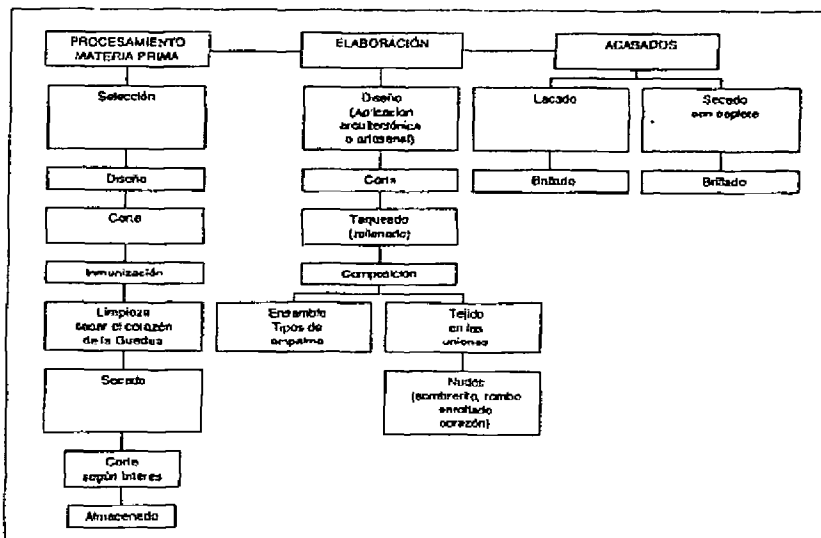 PROCESAMIENTO
MATERIA PRIMA
Selección
Diseño
Corte
Inmunización
Limpieza
sacar el corazón
de la Guadua
Secado
Corte
según interes
Almacenado
ELABORACIÓN
Diseño
(Aplicación
arquitectónica
o artesanal)
Corte
Taqueado
(rellenado)
Composición
Ensamble
Tipos de
empalme
Tejido
en las
uniones
Nudos
(sombrerito, rombo
enrollado
corazón)
ACABADOS
Lacado
Brillado
Secado
con soplete
Brillado